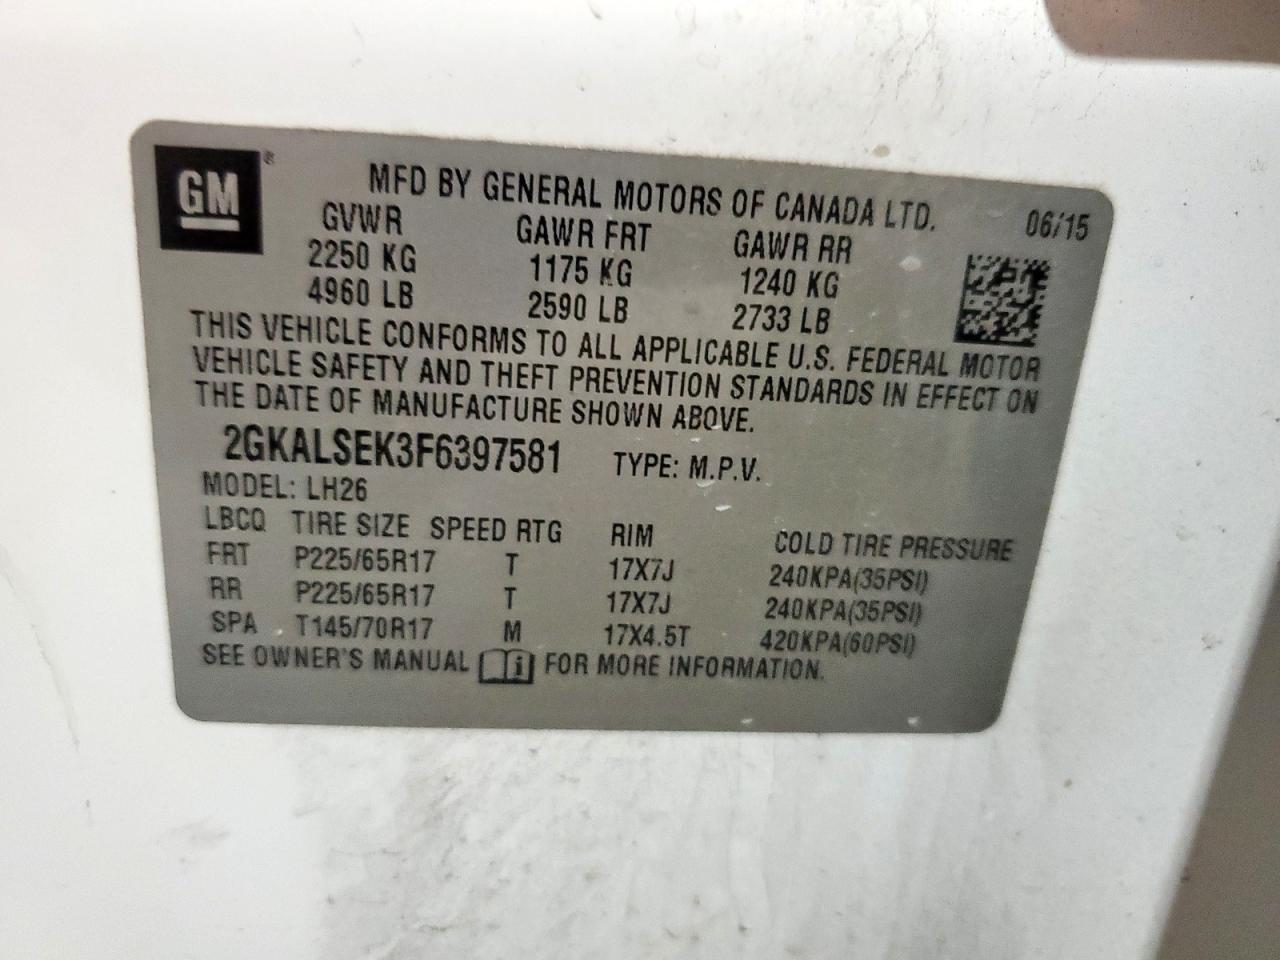 GM ®
MFD BY GENERAL MOTORS OF CANADA LTD. 06/15
GVWR GAWR FRT GAWR RR
2250 KG 1175 KG 1240 KG
4960 LB 2590 LB 2733 LB
THIS VEHICLE CONFORMS TO ALL APPLICABLE U.S. FEDERAL MOTOR
VEHICLE SAFETY AND THEFT PREVENTION STANDARDS IN EFFECT ON
THE DATE OF MANUFACTURE SHOWN ABOVE.
2GKALSEK3F6397581 TYPE: M.P.V.
MODEL: LH26
LBCQ TIRE SIZE SPEED RTG RIM COLD TIRE PRESSURE
FRT P225/65R17 T 17X7J 240KPA(35PSI)
RR P225/65R17 T 17X7J 240KPA(35PSI)
SPA T145/70R17 M 17X4.5T 420KPA(60PSI)
SEE OWNER'S MANUAL i FOR MORE INFORMATION.